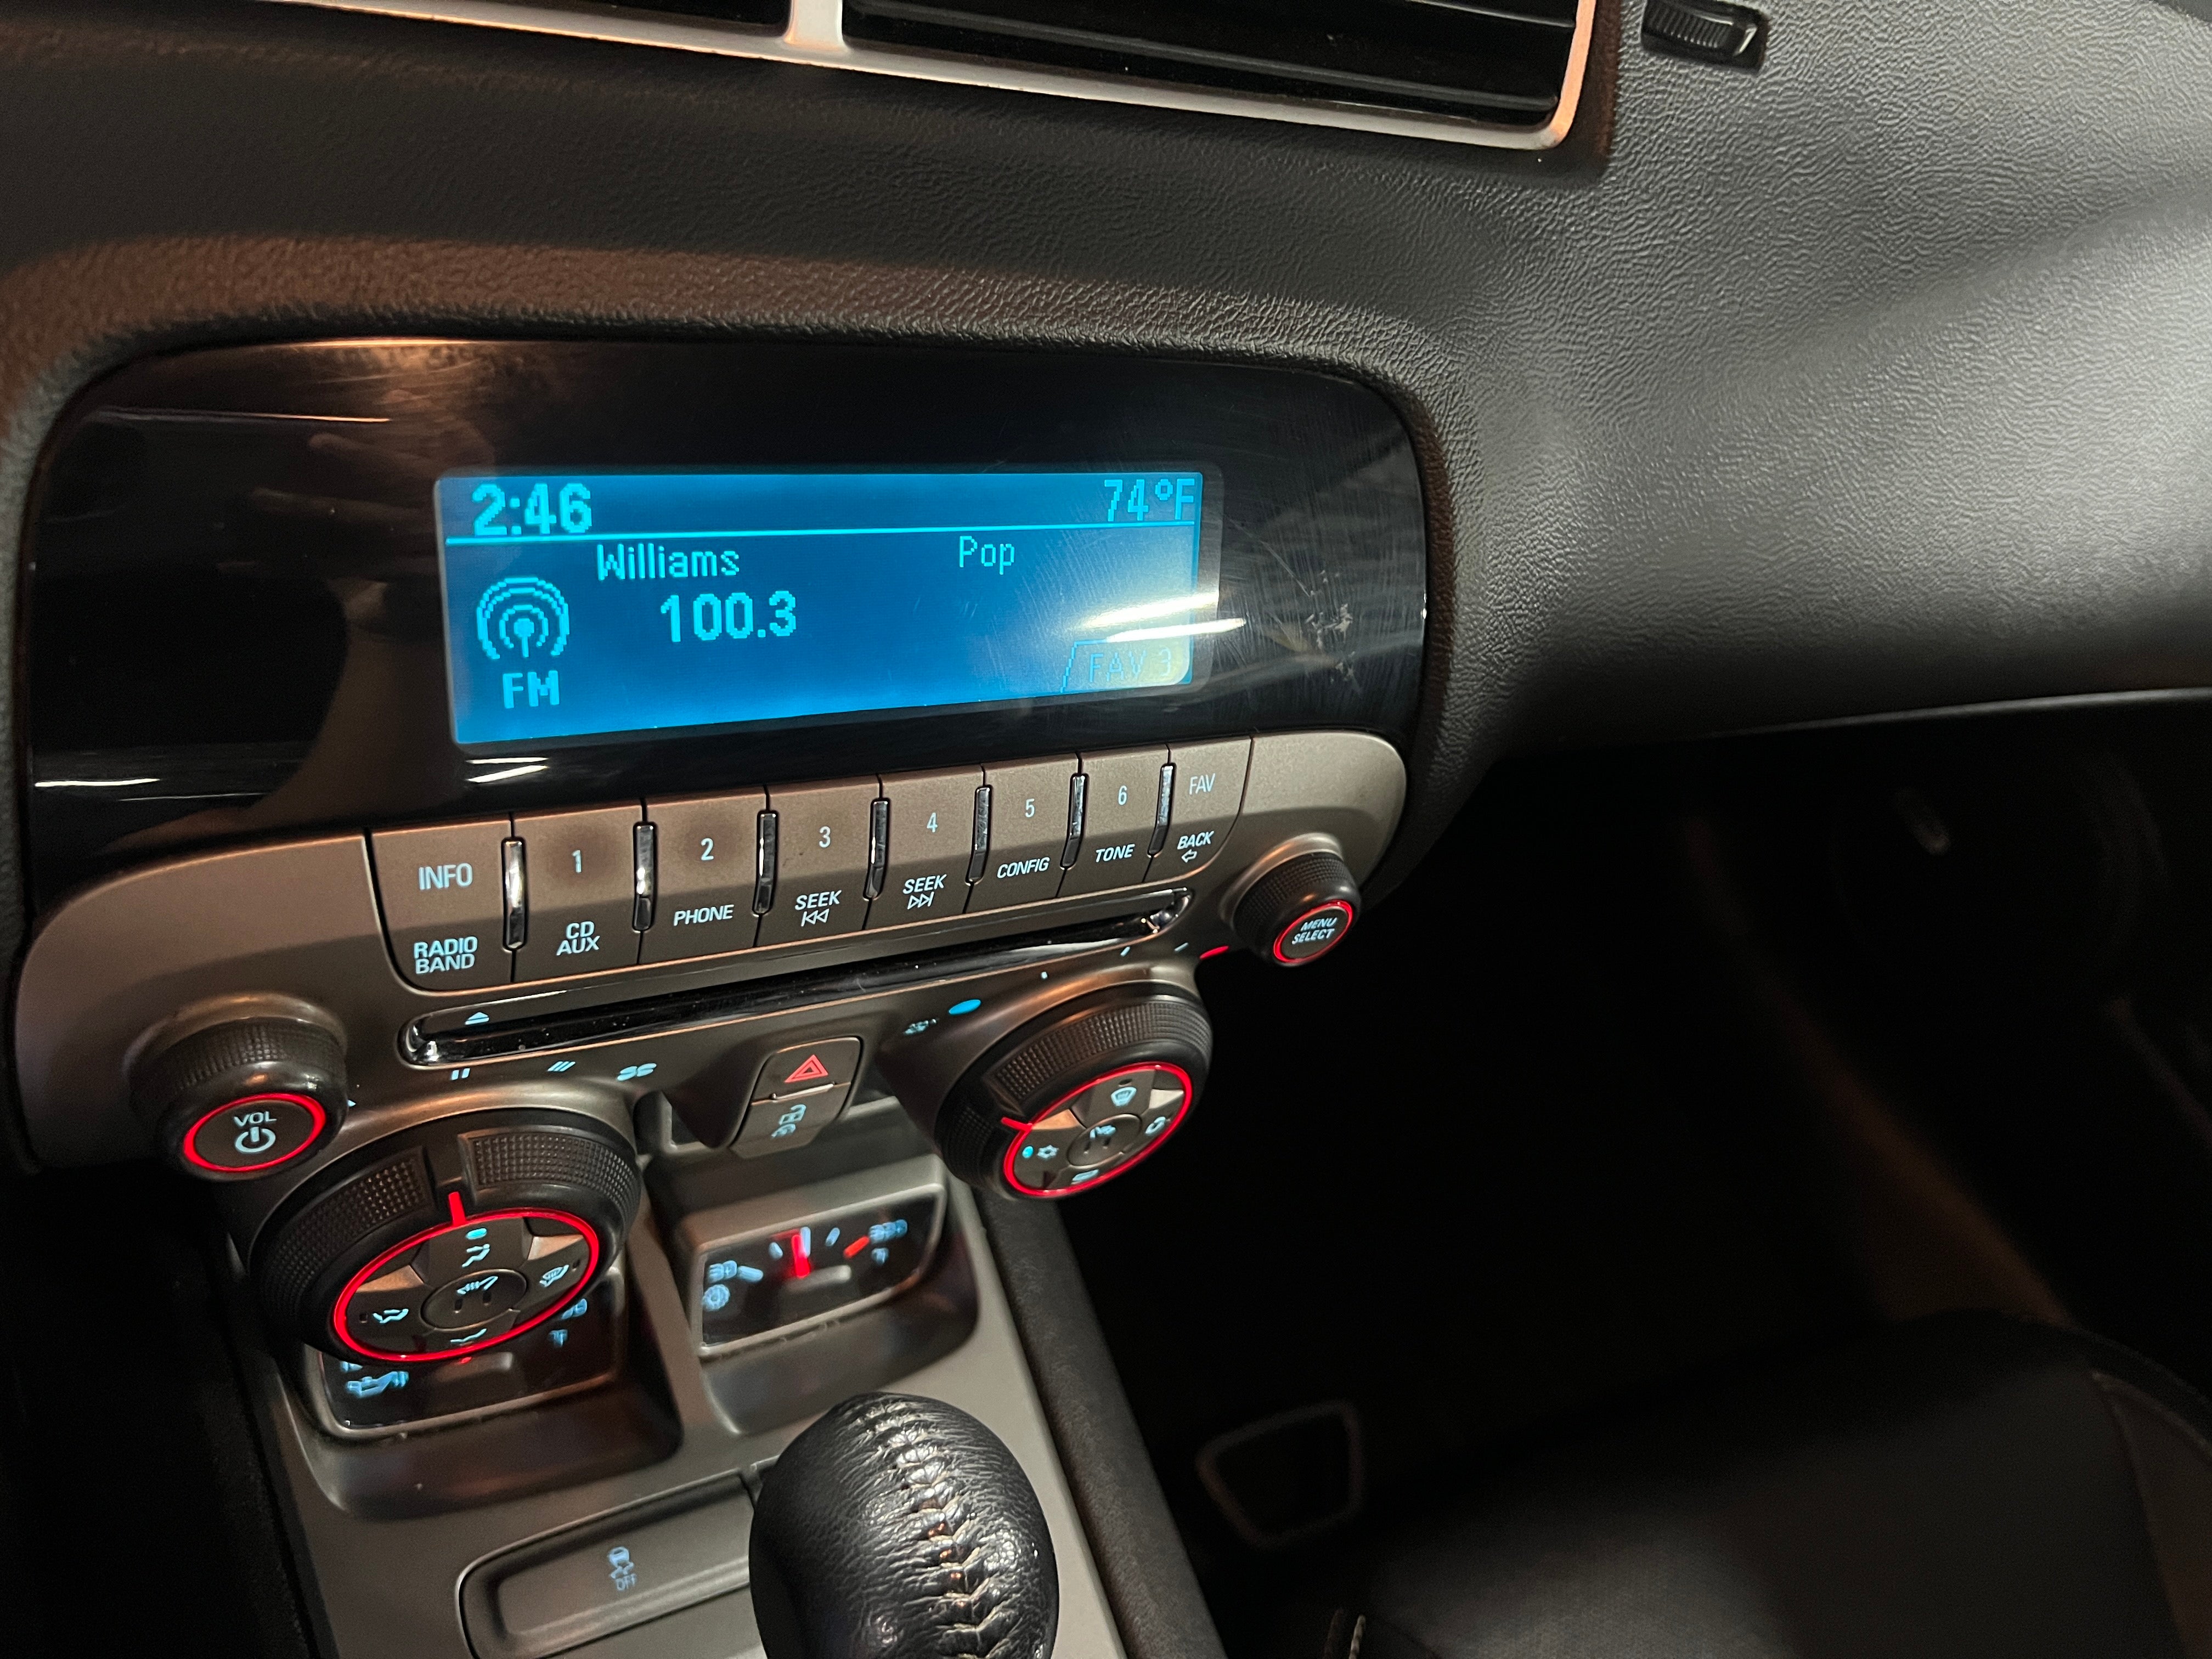 2:46 74°F
Williams Pop
100.3
FM FAV 3
INFO 1 2 3 4 5 6 FAV
RADIO BAND CD AUX PHONE SEEK SEEK CONFIG TONE BACK
MENU SELECT
VOL
OFF